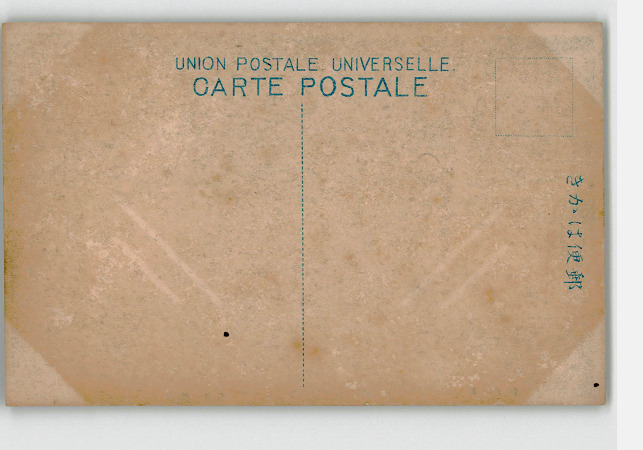 UNION POSTALE UNIVERSELLE.
CARTE POSTALE
きかは便郵